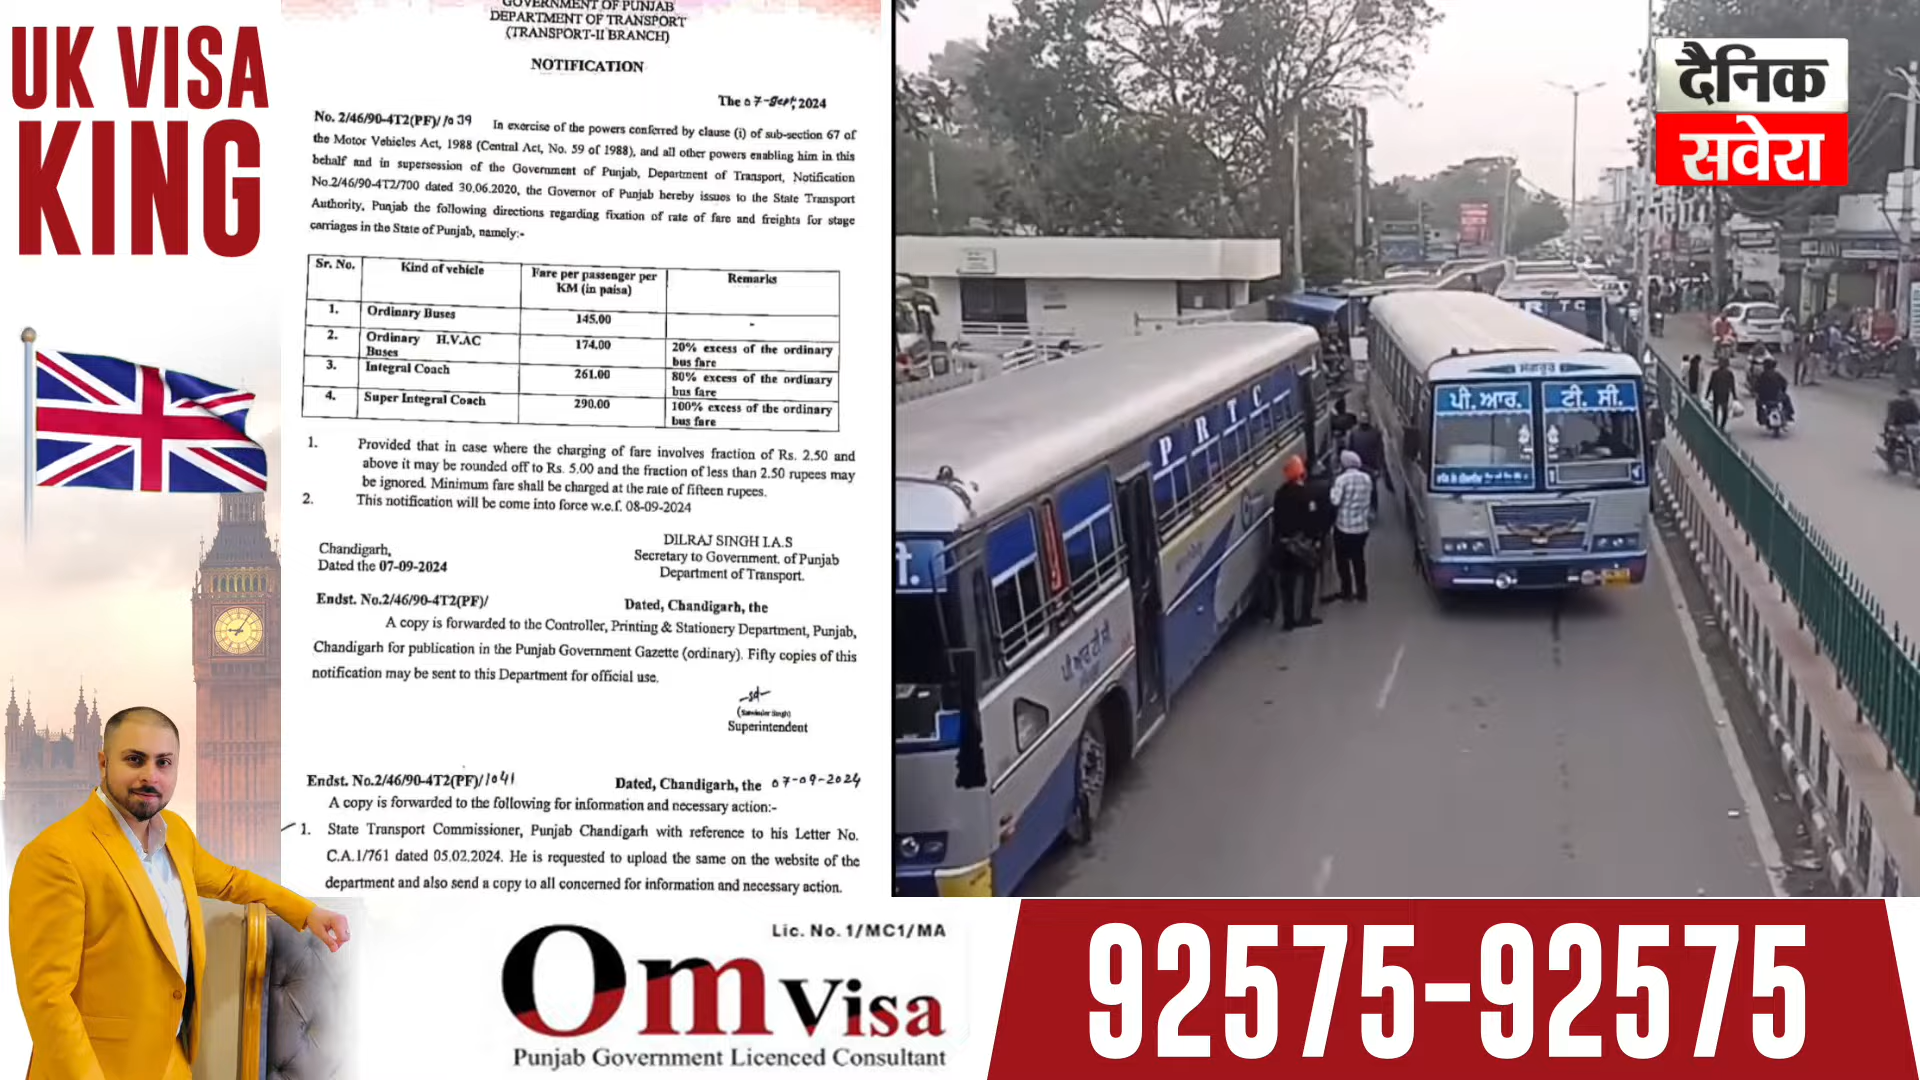 UK VISA
KING
GOVERNMENT OF PUNJAB
DEPARTMENT OF TRANSPORT
(TRANSPORT-II BRANCH)
NOTIFICATION
The 07-Sept, 2024
No. 2/46/90-4T2(PF)/1039 In exercise of the powers conferred by clause (i) of sub-section 67 of
the Motor Vehicles Act, 1988 (Central Act, No. 59 of 1988), and all other powers enabling him in this
behalf and in supersession of the Government of Punjab, Department of Transport, Notification
No.2/46/90-4T2/700 dated 30.06.2020, the Governor of Punjab hereby issues to the State Transport
Authority, Punjab the following directions regarding fixation of rate of fare and freights for stage
carriages in the State of Punjab, namely:-
Sr. No. Kind of vehicle Fare per passenger per KM (in paisa) Remarks
1. Ordinary Buses 145.00 -
2. Ordinary H.V.AC Buses 174.00 20% excess of the ordinary bus fare
3. Integral Coach 261.00 80% excess of the ordinary bus fare
4. Super Integral Coach 290.00 100% excess of the ordinary bus fare
1. Provided that in case where the charging of fare involves fraction of Rs. 2.50 and
above it may be rounded off to Rs. 5.00 and the fraction of less than 2.50 rupees may
be ignored. Minimum fare shall be charged at the rate of fifteen rupees.
2. This notification will be come into force w.e.f. 08-09-2024
DILRAJ SINGH I.A.S
Chandigarh, Secretary to Government. of Punjab
Dated the 07-09-2024 Department of Transport.
Endst. No.2/46/90-4T2(PF)/ Dated, Chandigarh, the
A copy is forwarded to the Controller, Printing & Stationery Department, Punjab,
Chandigarh for publication in the Punjab Government Gazette (ordinary). Fifty copies of this
notification may be sent to this Department for official use.
-sd-
Superintendent
Endst. No.2/46/90-4T2(PF)/1041 Dated, Chandigarh, the 07-09-2024
A copy is forwarded to the following for information and necessary action:-
1. State Transport Commissioner, Punjab Chandigarh with reference to his Letter No.
C.A.1/761 dated 05.02.2024. He is requested to upload the same on the website of the
department and also send a copy to all concerned for information and necessary action.
दैनिक
सवेरा
R T C
ਸੰਗਰੂਰ
ਪੀ. ਆਰ. ਟੀ. ਸੀ.
P R T C
ਪੀ ਆਰ ਟੀ ਸੀ
Lic. No. 1/MC1/MA
Om Visa
Punjab Government Licenced Consultant
92575-92575